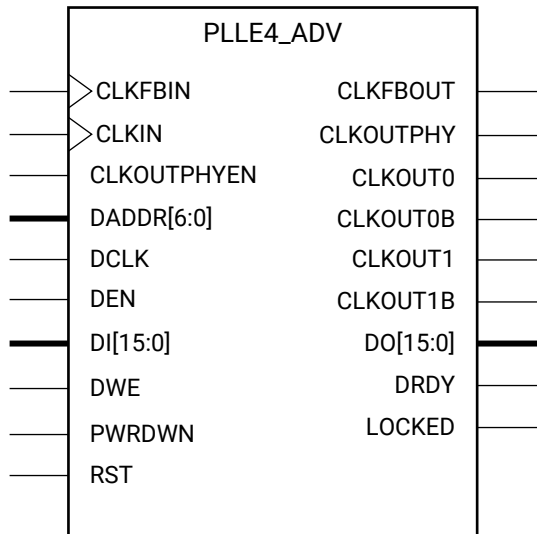 PLLE4_ADV
CLKFBIN
CLKFBOUT
CLKIN
CLKOUTPHY
CLKOUTPHYEN
CLKOUT0
DADDR[6:0]
CLKOUT0B
DCLK
CLKOUT1
DEN
CLKOUT1B
DI[15:0]
DO[15:0]
DWE
DRDY
PWRDWN
LOCKED
RST